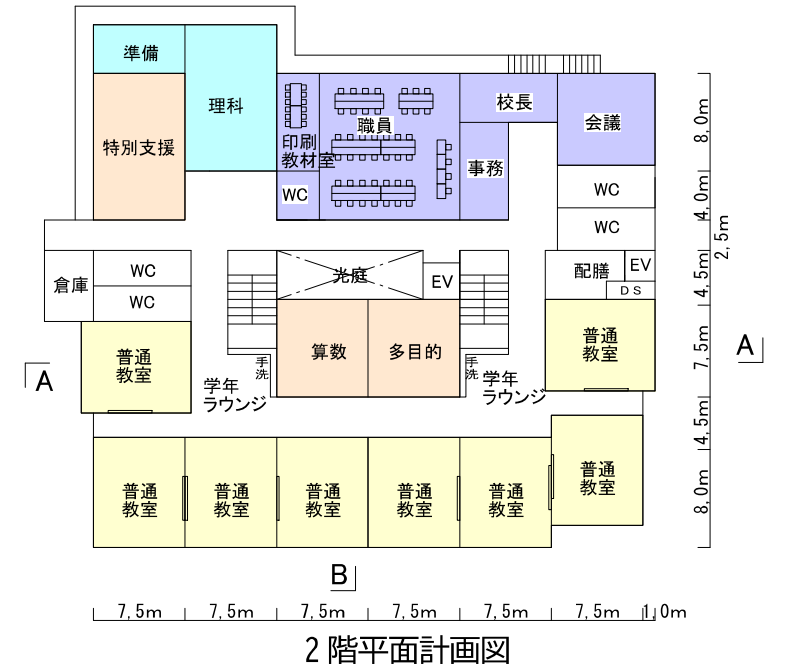 準備
理科
特別支援
印刷
教材室
WC
職員
校長
事務
会議
WC
WC
配膳
EV
DS
倉庫
WC
WC
光庭
EV
算数
多目的
手
洗
手
洗
学年
ラウンジ
学年
ラウンジ
普通
教室
普通
教室
普通
教室
普通
教室
普通
教室
普通
教室
普通
教室
普通
教室
A
A
B
8,0m
4,0m
2,5m
4,5m
7,5m
4,5m
8,0m
7,5m
7,5m
7,5m
7,5m
7,5m
7,5m
1,0m
2階平面計画図